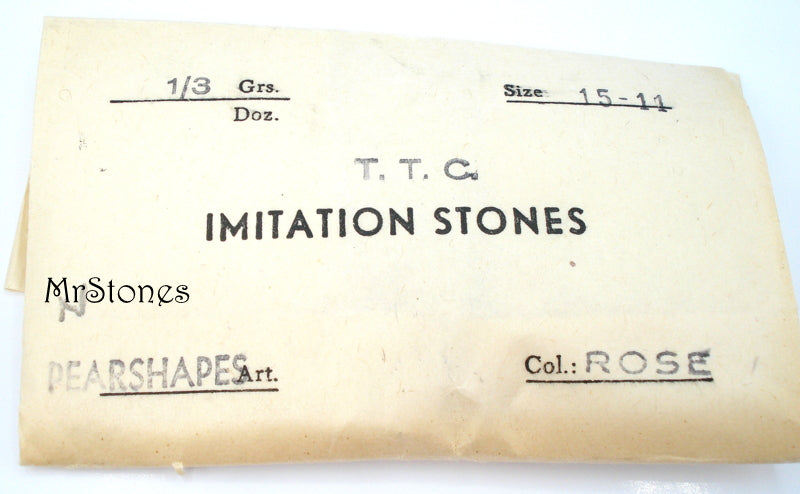 1/3 Grs. Size 15-11
Doz.
T. T. C.
IMITATION STONES
MrStones
N
PEARSHAPES Art. Col.: ROSE